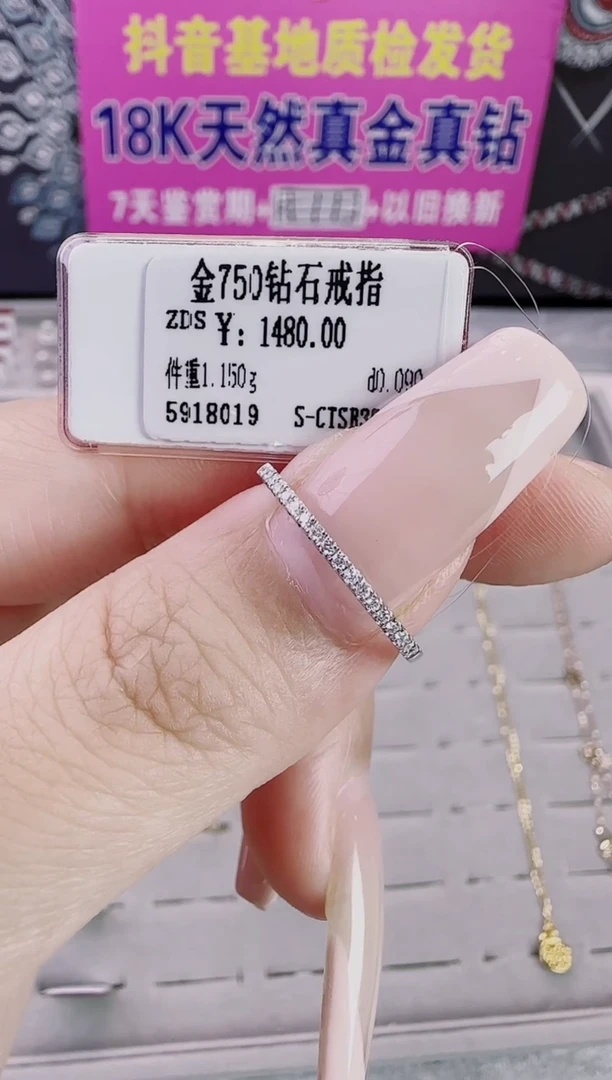 抖音基地质检发货
18K天然真金真钻
7天鉴赏期+
+以旧换新
金750钻石戒指
ZDS ¥: 1480.00
件重1.150g d0.090
5918019 S-CTSR